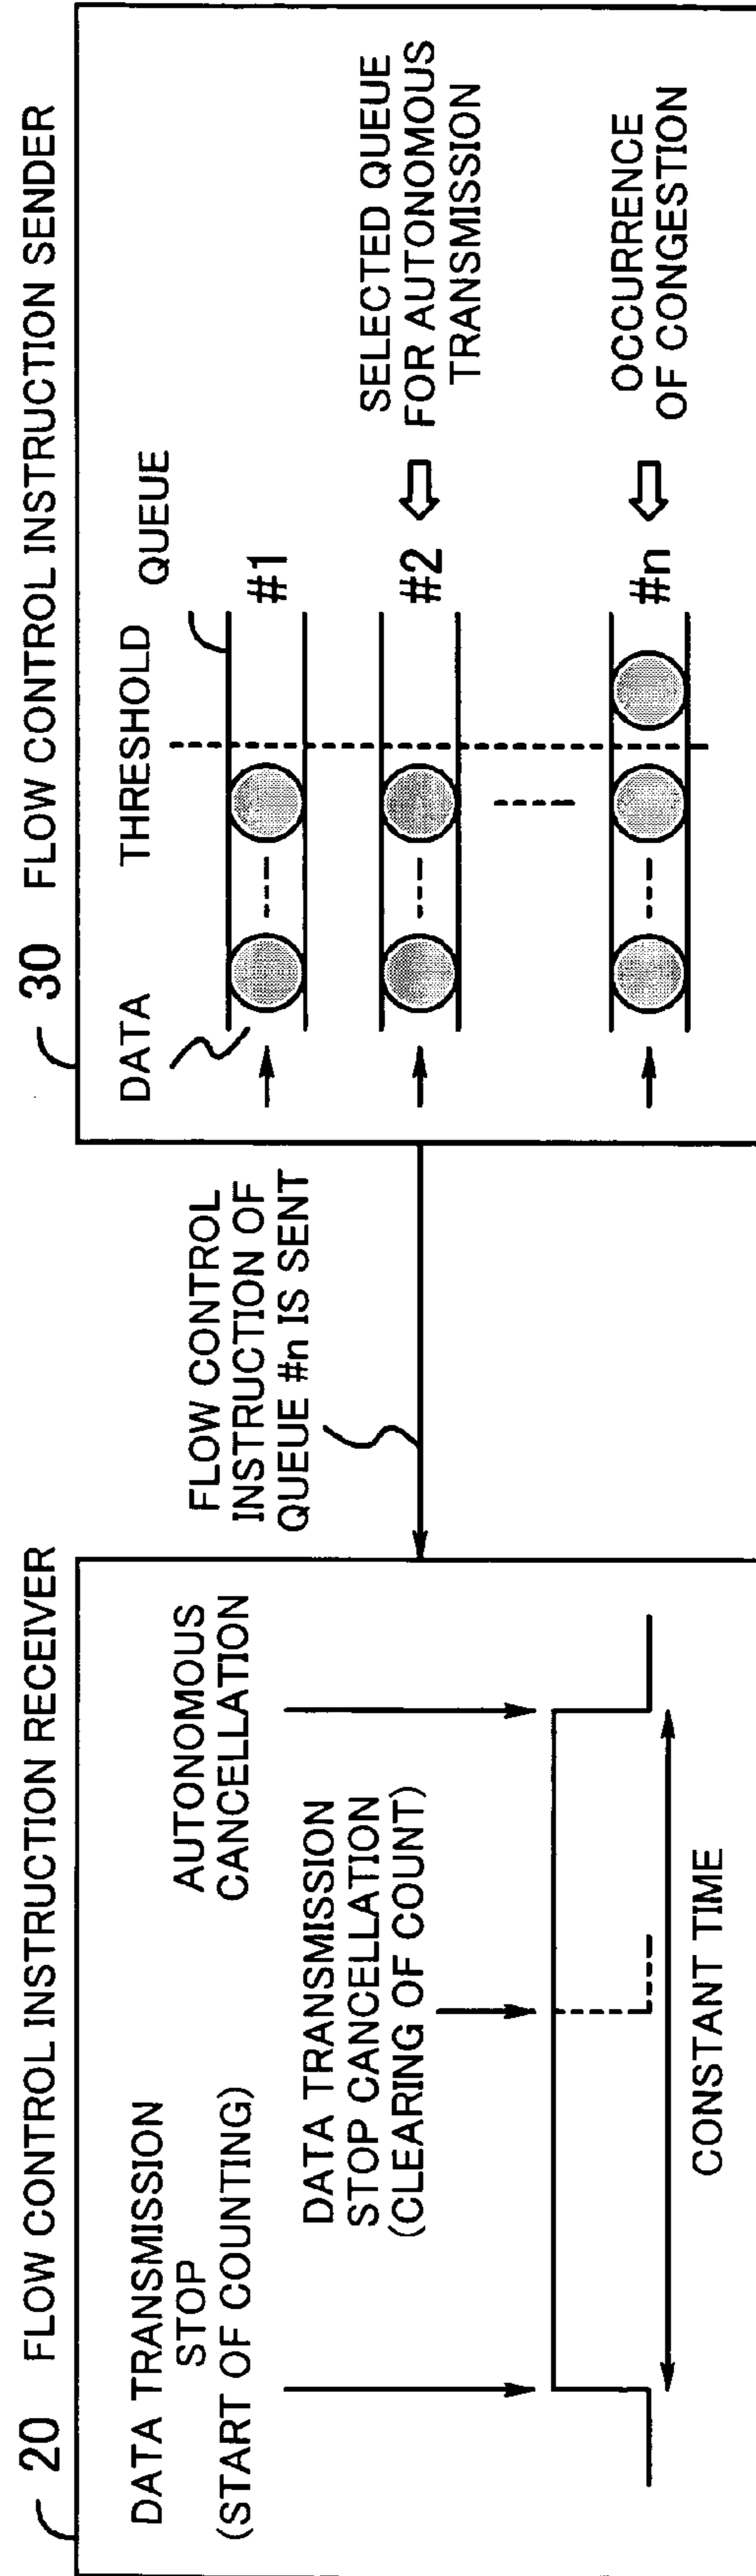 20 FLOW CONTROL INSTRUCTION RECEIVER
DATA TRANSMISSION
STOP
(START OF COUNTING)
AUTONOMOUS
CANCELLATION
DATA TRANSMISSION
STOP CANCELLATION
(CLEARING OF COUNT)
CONSTANT TIME
FLOW CONTROL
INSTRUCTION OF
QUEUE #n IS SENT
30 FLOW CONTROL INSTRUCTION SENDER
DATA
THRESHOLD
QUEUE
#1
#2
SELECTED QUEUE
FOR AUTONOMOUS
TRANSMISSION
#n
OCCURRENCE
OF CONGESTION